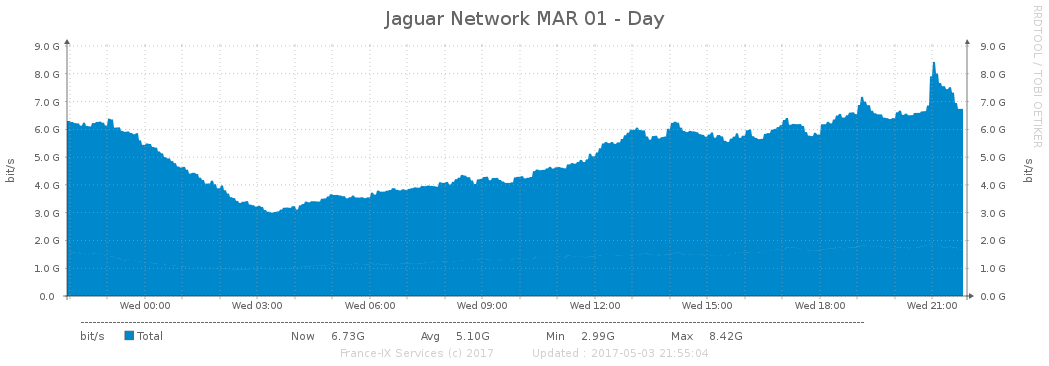 Jaguar Network MAR 01 - Day
RRDTOOL / TOBI OETIKER
9.0 G 9.0 G
8.0 G 8.0 G
7.0 G 7.0 G
6.0 G 6.0 G
5.0 G 5.0 G
4.0 G 4.0 G
3.0 G 3.0 G
2.0 G 2.0 G
1.0 G 1.0 G
0.0 0.0 G
bit/s
bit/s
Wed 00:00 Wed 03:00 Wed 06:00 Wed 09:00 Wed 12:00 Wed 15:00 Wed 18:00 Wed 21:00
bit/s Total Now 6.73G Avg 5.10G Min 2.99G Max 8.42G
France-IX Services (c) 2017 Updated : 2017-05-03 21:55:04